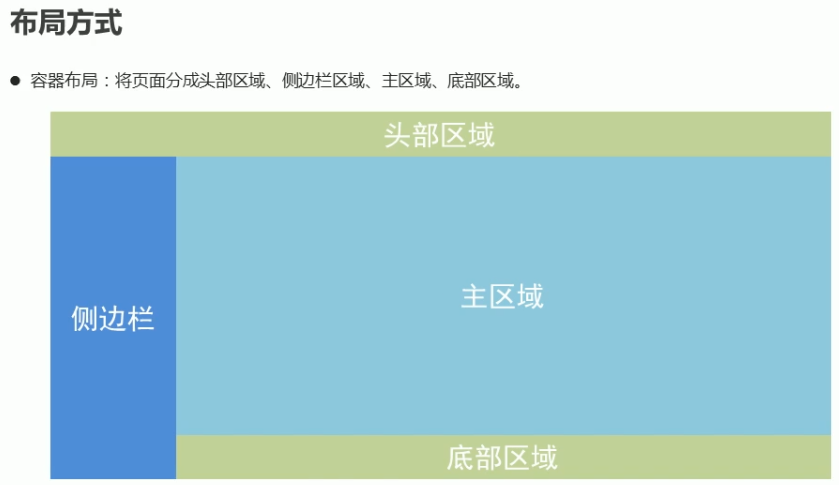 布局方式
● 容器布局：将页面分成头部区域、侧边栏区域、主区域、底部区域。
头部区域
侧边栏
主区域
底部区域